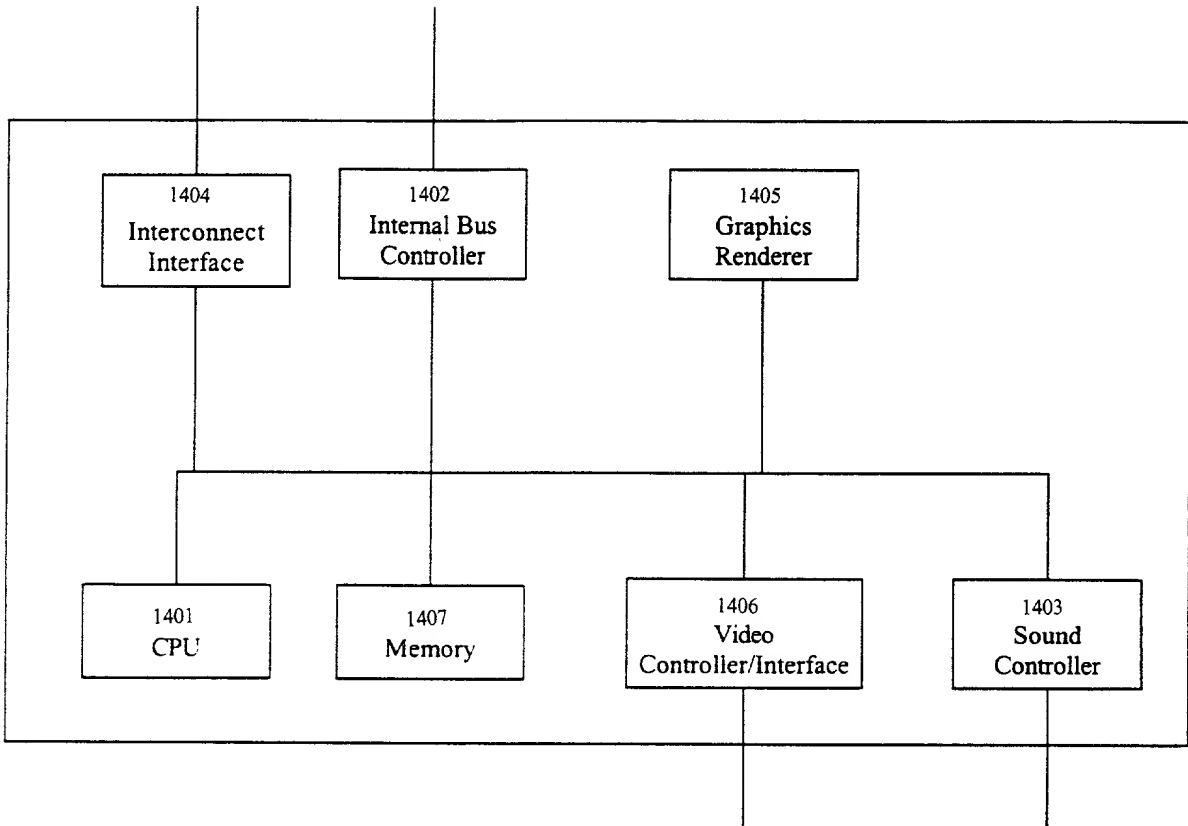 1404
Interconnect
Interface
1402
Internal Bus
Controller
1405
Graphics
Renderer
1401
CPU
1407
Memory
1406
Video
Controller/Interface
1403
Sound
Controller